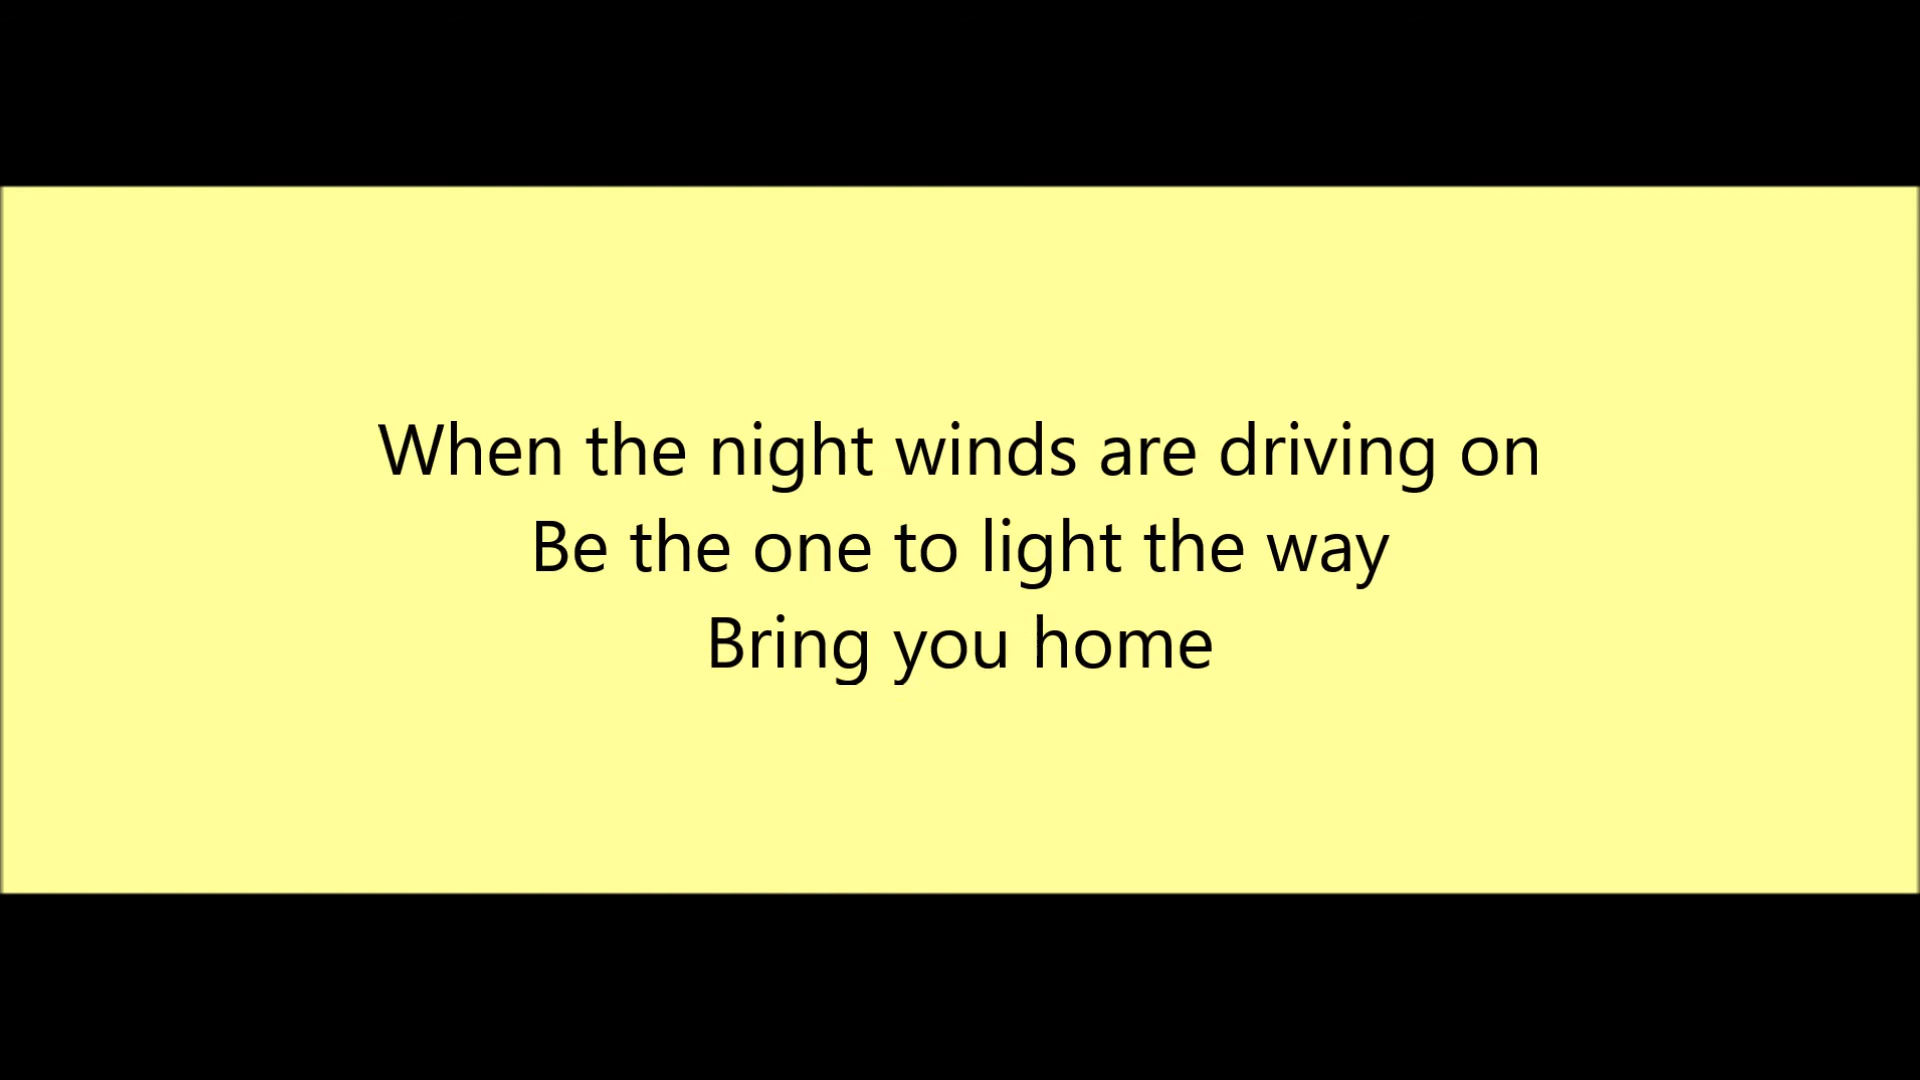 When the night winds are driving on
Be the one to light the way
Bring you home